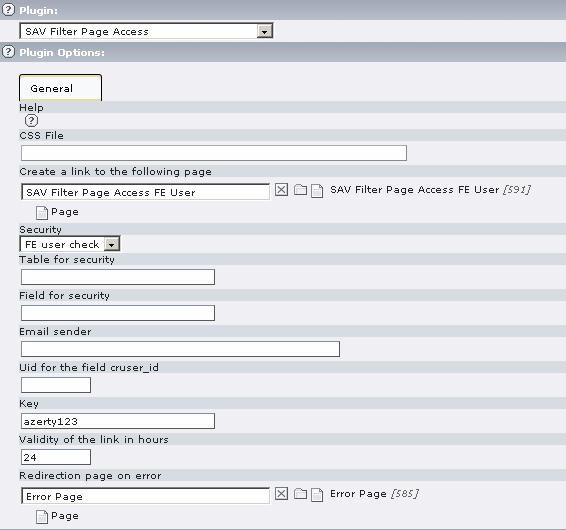 Plugin:
SAV Filter Page Access
Plugin Options:
General
Help
CSS File
Create a link to the following page
SAV Filter Page Access FE User SAV Filter Page Access FE User [591]
Page
Security
FE user check
Table for security
Field for security
Email sender
Uid for the field cruser_id
Key
azerty123
Validity of the link in hours
24
Redirection page on error
Error Page Error Page [585]
Page